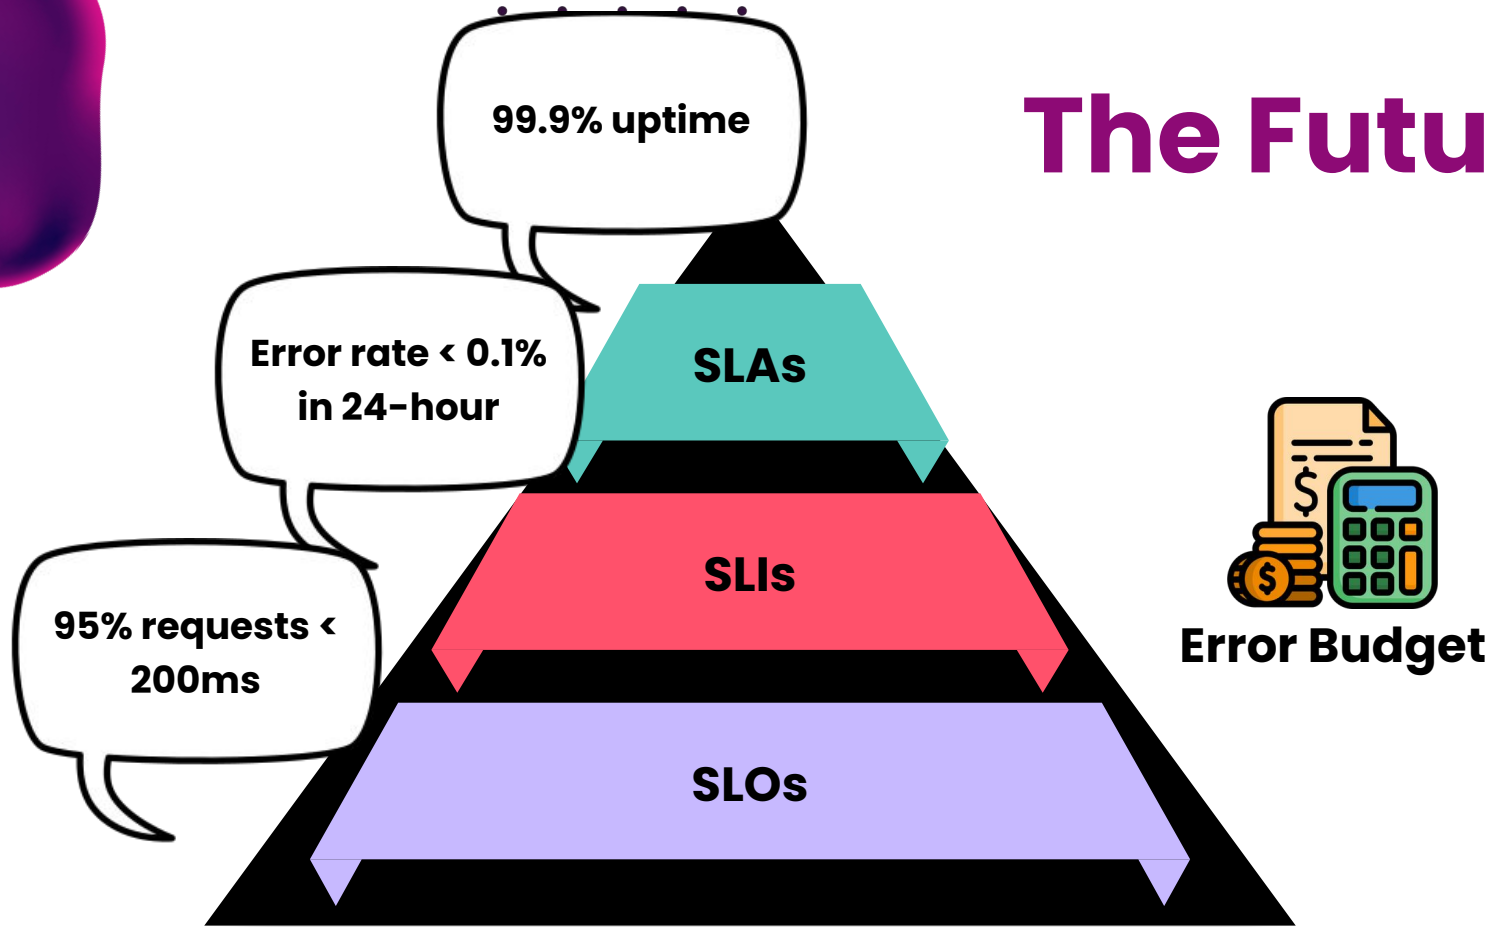 99.9% uptime
The Futu
Error rate < 0.1%
in 24-hour
SLAs
SLIs
95% requests <
200ms
Error Budget
SLOs